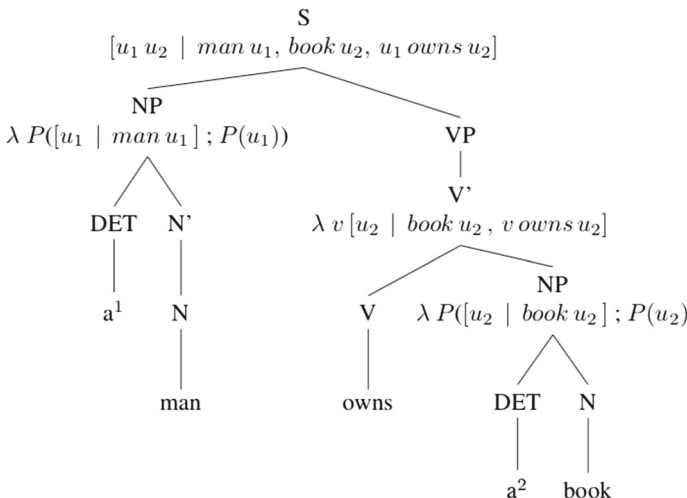 S
[u₁ u₂ | man u₁, book u₂, u₁ owns u₂]
NP
λ P([u₁ | man u₁] ; P(u₁))
VP
V’
DET N’
λ v [u₂ | book u₂ , v owns u₂]
NP
a¹ N V λ P([u₂ | book u₂] ; P(u₂)
man owns DET N
a² book